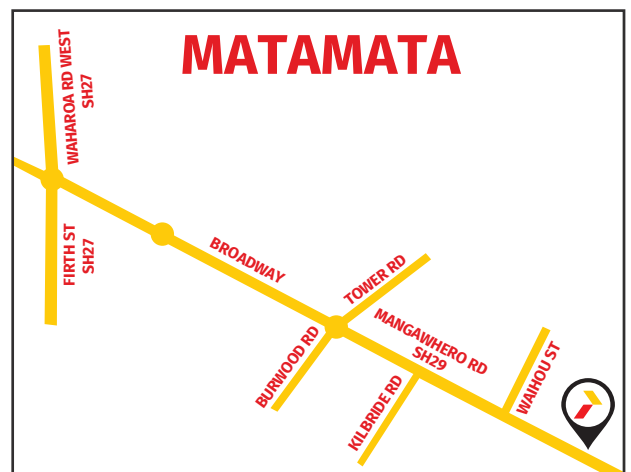 MATAMATA
WAHAROA RD WEST
SH27
FIRTH ST
SH27
BROADWAY
TOWER RD
BURWOOD RD
MANGAWHERO RD
SH29
KILBRIDE RD
WAIHOU ST